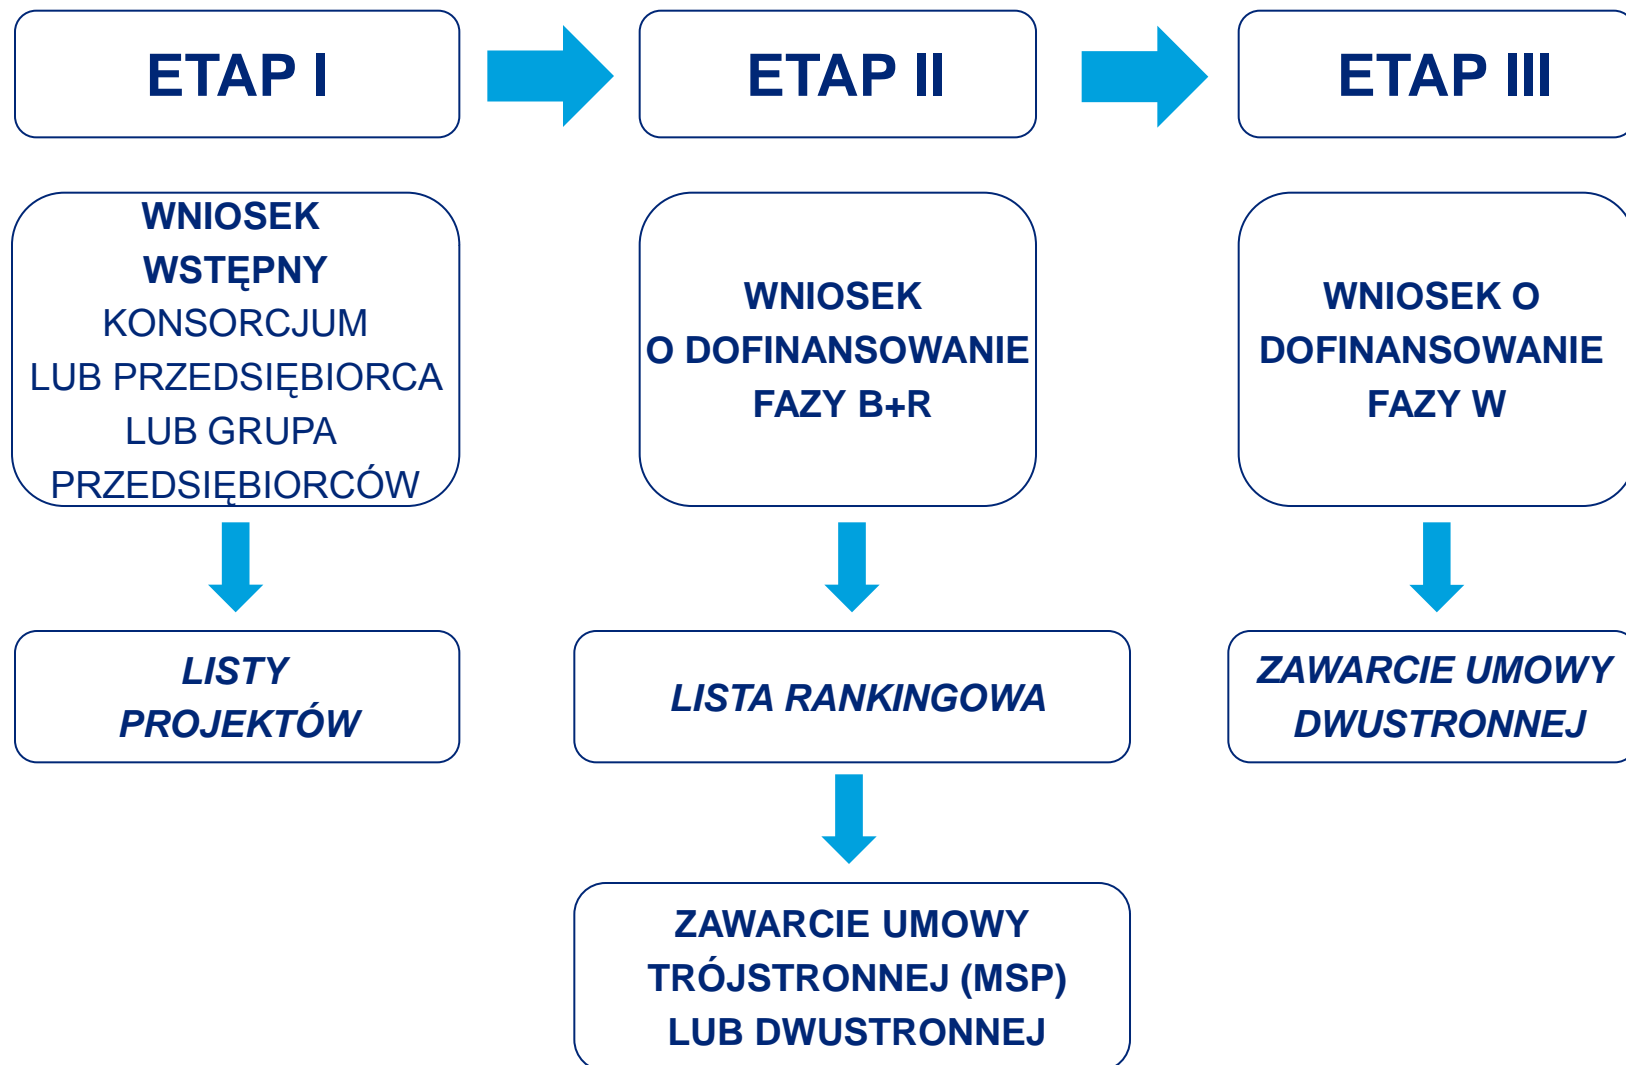 ETAP I
ETAP II
ETAP III
WNIOSEK
WSTĘPNY
KONSORCJUM
LUB PRZEDSIĘBIORCA
LUB GRUPA
PRZEDSIĘBIORCÓW
WNIOSEK
O DOFINANSOWANIE
FAZY B+R
WNIOSEK O
DOFINANSOWANIE
FAZY W
LISTY
PROJEKTÓW
LISTA RANKINGOWA
ZAWARCIE UMOWY
DWUSTRONNEJ
ZAWARCIE UMOWY
TRÓJSTRONNEJ (MSP)
LUB DWUSTRONNEJ